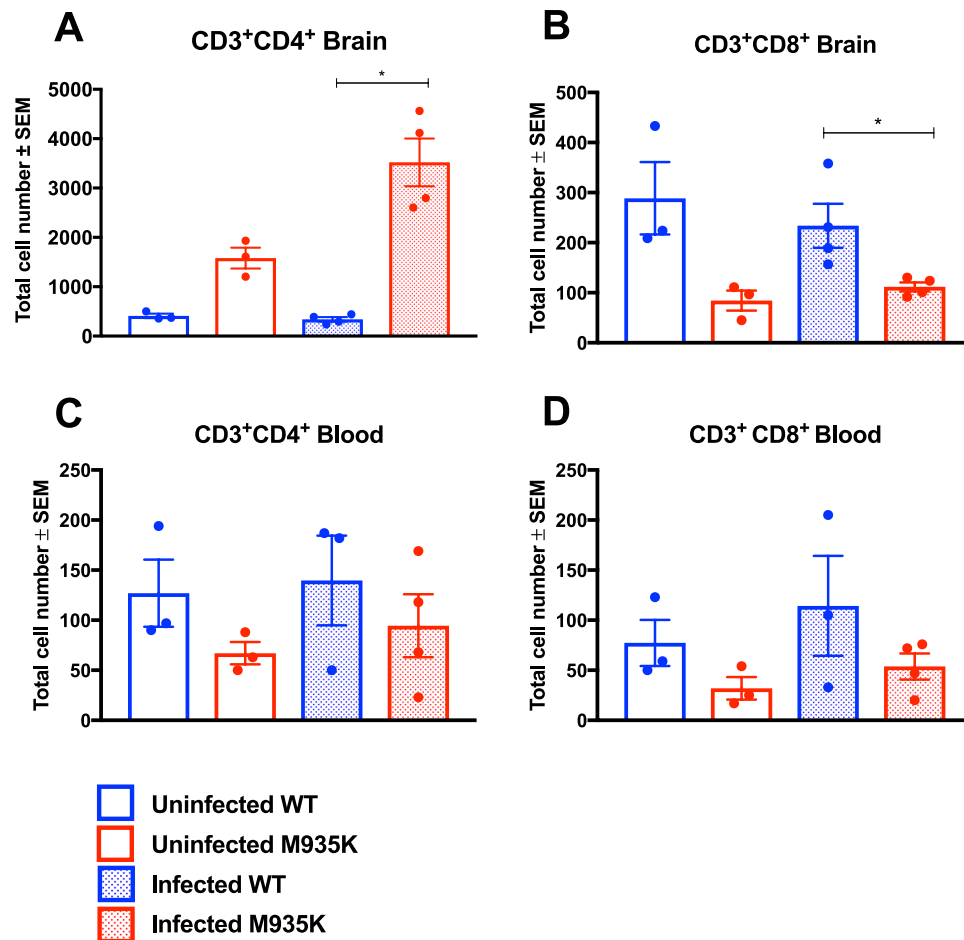 A
CD3⁺CD4⁺ Brain
*
Total cell number ± SEM
5000
4000
3000
2000
1000
0
B
CD3⁺CD8⁺ Brain
*
Total cell number ± SEM
500
400
300
200
100
0
C
CD3⁺CD4⁺ Blood
Total cell number ± SEM
250
200
150
100
50
0
D
CD3⁺ CD8⁺ Blood
Total cell number ± SEM
250
200
150
100
50
0
Uninfected WT
Uninfected M935K
Infected WT
Infected M935K